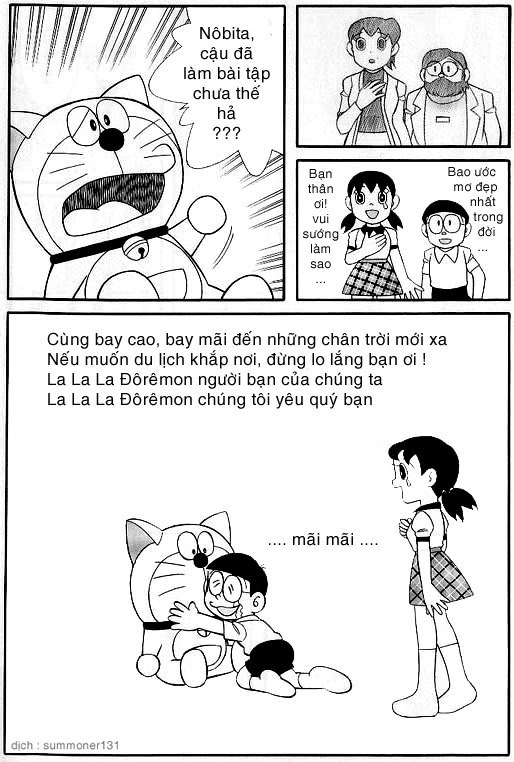 Nôbita,
cậu đã
làm bài tập
chưa thế
hả
???
Bạn
thân
ơi!
vui
sướng
làm
sao
...
Bao ước
mơ đẹp
nhất
trong
đời
...
Cùng bay cao, bay mãi đến những chân trời mới xa
Nếu muốn du lịch khắp nơi, đừng lo lắng bạn ơi !
La La La Đôrêmon người bạn của chúng ta
La La La Đôrêmon chúng tôi yêu quý bạn
.... mãi mãi ....
dịch : summoner131